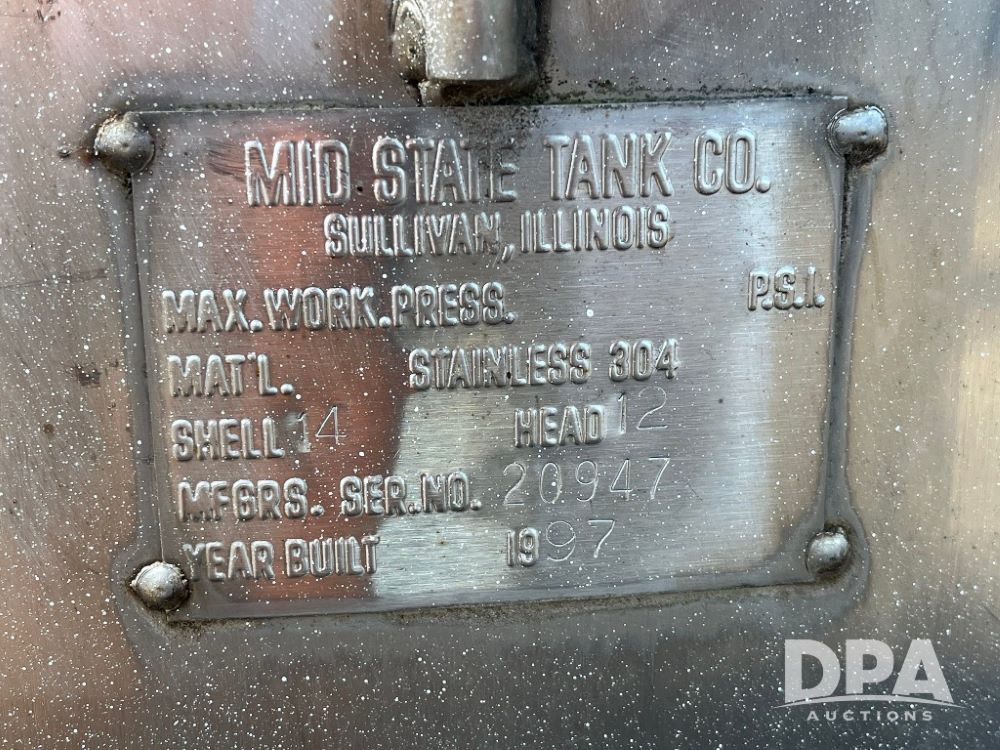 MID STATE TANK CO.
SULLIVAN, ILLINOIS
MAX. WORK. PRESS. P.S.I.
MAT'L. STAINLESS 304
SHELL 14 HEAD 12
MFGRS. SER. NO. 20947
YEAR BUILT 1997
DPA
AUCTIONS